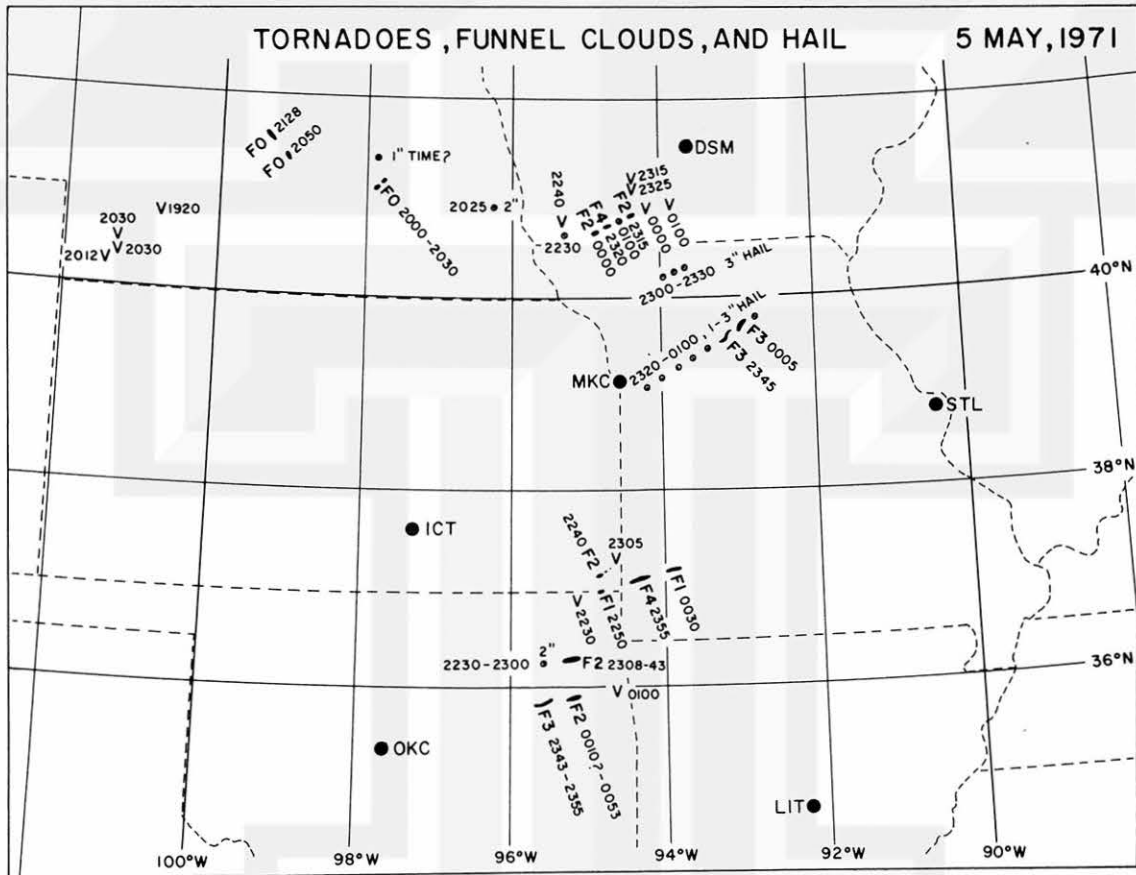 TORNADOES, FUNNEL CLOUDS, AND HAIL 5 MAY, 1971
FO 2128
FO 2050
1" TIME?
FO 2000-2030
V 1920
2030
V
V 2030
2012 V
2025 2"
DSM
2240 V
2230
V 2315
V 2325
F2 2315
F4 2320
F2 0000
0100
V 0000
V 0100
2300-2330 3" HAIL
40°N
2320-0100, 1-3" HAIL
F3 0005
F3 2345
MKC
STL
38°N
ICT
2240 F2
2305
V
F1 2250
V 2230
F4 2355
F1 0030
2230-2300 2"
F2 2308-43
36°N
V 0100
F3 2343-2355
F2 0010?-0053
OKC
LIT
100°W 98°W 96°W 94°W 92°W 90°W